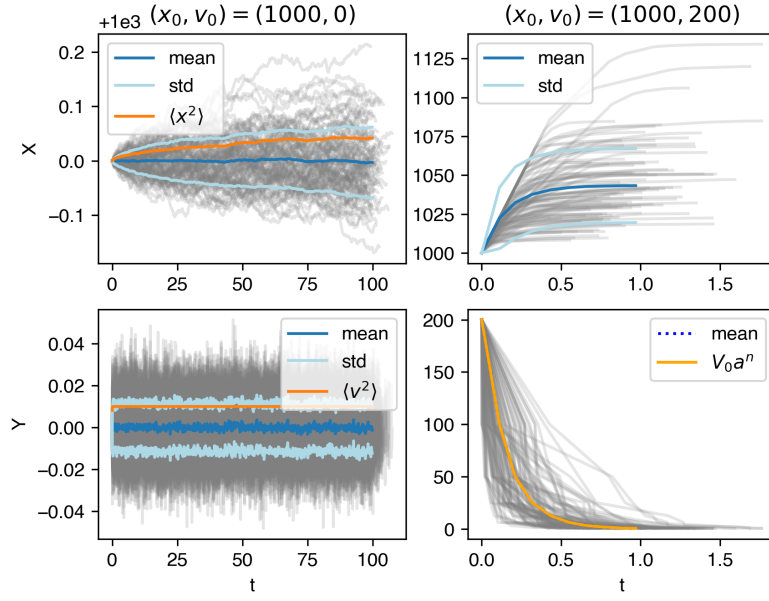 (x₀, v₀) = (1000, 0)
(x₀, v₀) = (1000, 200)
+1e3
mean
std
⟨x²⟩
X
0.2
0.1
0.0
−0.1
0 25 50 75 100
mean
std
1125
1100
1075
1050
1025
1000
0.0 0.5 1.0 1.5
mean
std
⟨v²⟩
Y
0.04
0.02
0.00
−0.02
−0.04
0 25 50 75 100
t
mean
V₀aⁿ
200
150
100
50
0
0.0 0.5 1.0 1.5
t